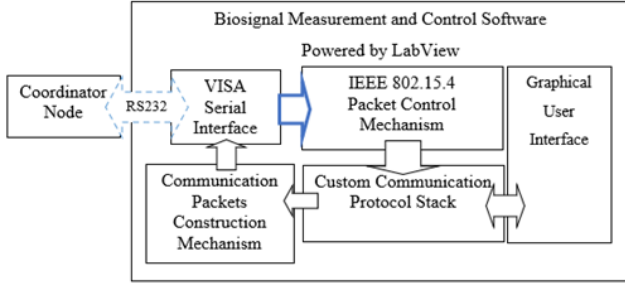 Biosignal Measurement and Control Software
Powered by LabView
Coordinator
Node
RS232
VISA
Serial
Interface
IEEE 802.15.4
Packet Control
Mechanism
Graphical
User
Interface
Communication
Packets
Construction
Mechanism
Custom Communication
Protocol Stack